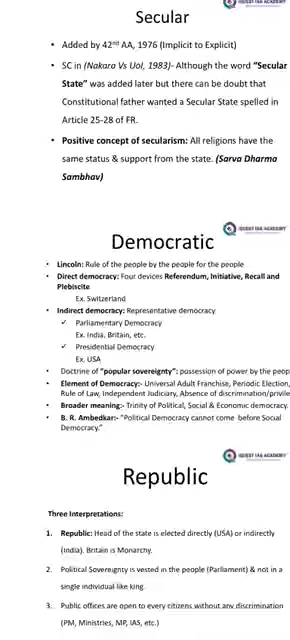 QUEST IAS ACADEMY
Secular
• Added by 42nd AA, 1976 (Implicit to Explicit)
• SC in (Nakara Vs UoI, 1983)- Although the word “Secular
State” was added later but there can be doubt that
Constitutional father wanted a Secular State spelled in
Article 25-28 of FR.
• Positive concept of secularism: All religions have the
same status & support from the state. (Sarva Dharma
Sambhav)
QUEST IAS ACADEMY
Democratic
• Lincoln: Rule of the people by the people for the people
• Direct democracy: Four devices Referendum, Initiative, Recall and
Plebiscite
Ex. Switzerland
• Indirect democracy: Representative democracy
✓ Parliamentary Democracy
Ex. India, Britain, etc.
✓ Presidential Democracy
Ex. USA
• Doctrine of “popular sovereignty”: possession of power by the peop
• Element of Democracy:- Universal Adult Franchise, Periodic Election,
Rule of Law, Independent Judiciary, Absence of discrimination/privile
• Broader meaning:- Trinity of Political, Social & Economic democracy.
• B. R. Ambedkar:- “Political Democracy cannot come before Social
Democracy.”
QUEST IAS ACADEMY
Republic
Three Interpretations:
1. Republic: Head of the state is elected directly (USA) or indirectly
(India). Britain is Monarchy.
2. Political Sovereignty is vested in the people (Parliament) & not in a
single individual like king.
3. Public offices are open to every citizens without any discrimination
(PM, Ministries, MP, IAS, etc.)